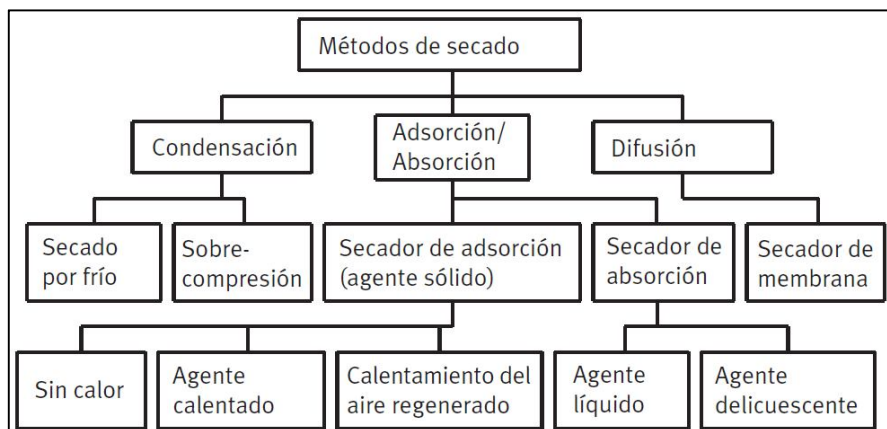 Métodos de secado
Condensación
Adsorción/
Absorción
Difusión
Secado
por frío
Sobre-
compresión
Secador de adsorción
(agente sólido)
Secador de
absorción
Secador de
membrana
Sin calor
Agente
calentado
Calentamiento del
aire regenerado
Agente
líquido
Agente
delicuescente